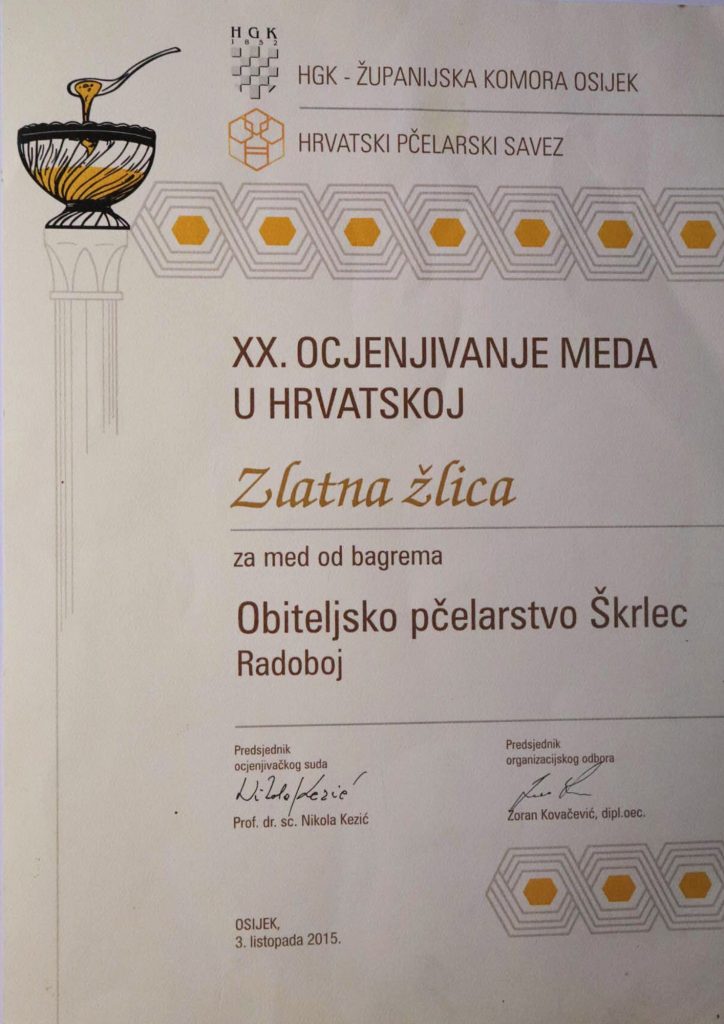 HGK
1852
HGK - ŽUPANIJSKA KOMORA OSIJEK
HRVATSKI PČELARSKI SAVEZ
XX. OCJENJIVANJE MEDA
U HRVATSKOJ
Zlatna žlica
za med od bagrema
Obiteljsko pčelarstvo Škrlec
Radoboj
Predsjednik
ocjenjivačkog suda
Nikola Kezić
Prof. dr. sc. Nikola Kezić
Predsjednik
organizacijskog odbora
Zoran Kovačević, dipl.oec.
OSIJEK,
3. listopada 2015.